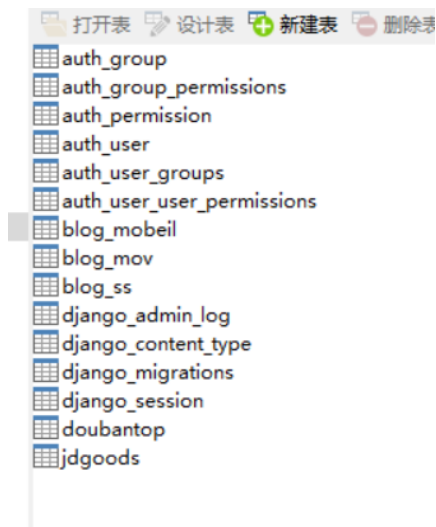 打开表 设计表 新建表 删除表
auth_group
auth_group_permissions
auth_permission
auth_user
auth_user_groups
auth_user_user_permissions
blog_mobeil
blog_mov
blog_ss
django_admin_log
django_content_type
django_migrations
django_session
doubantop
jdgoods